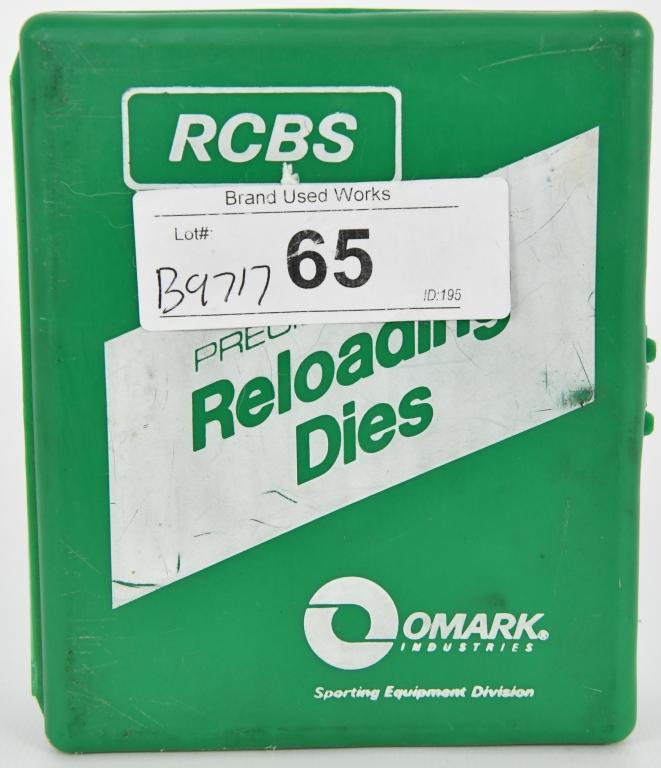 RCBS
Brand Used Works
Lot#:
65
B9717
ID:195
Reloading
Dies
OMARK®
INDUSTRIES
Sporting Equipment Division